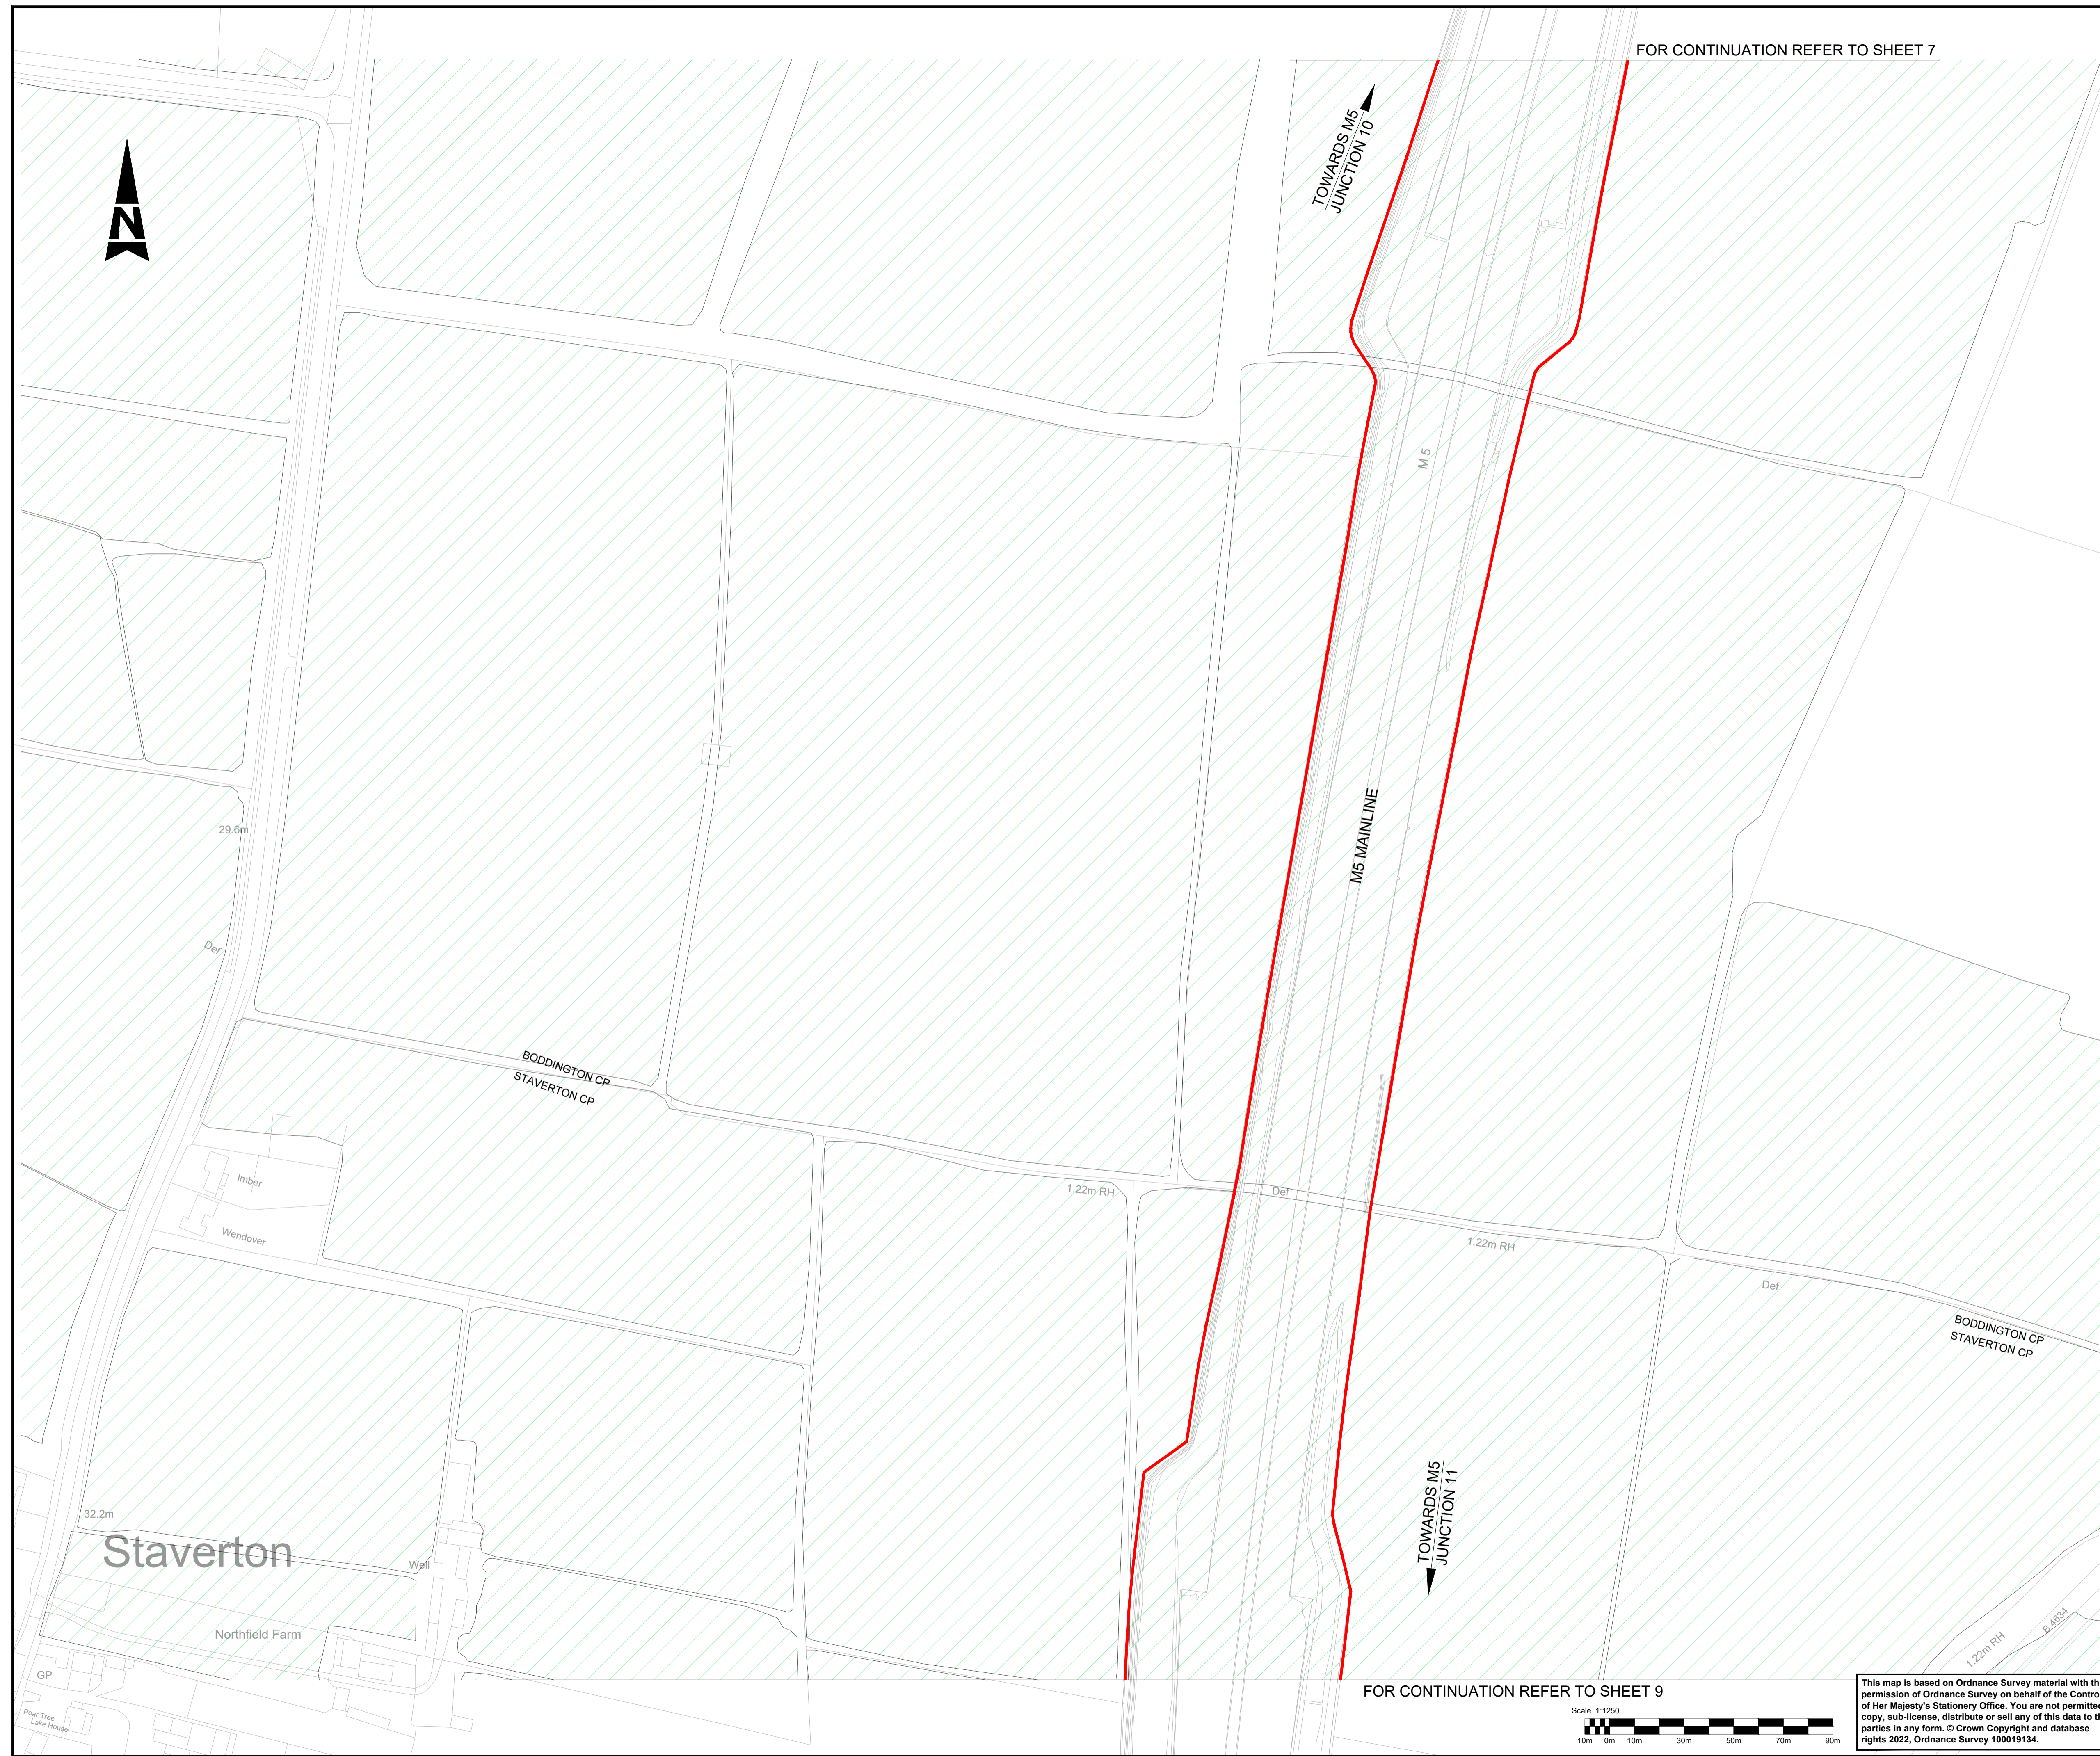 FOR CONTINUATION REFER TO SHEET 7
TOWARDS M5
JUNCTION 10
N
M 5
M5 MAINLINE
29.6m
Def
BODDINGTON CP
STAVERTON CP
Imber
Wendover
1.22m RH
Def
1.22m RH
Def
BODDINGTON CP
STAVERTON CP
TOWARDS M5
JUNCTION 11
32.2m
Staverton
Well
Northfield Farm
GP
Pear Tree
Lake House
B 4634
1.22m RH
FOR CONTINUATION REFER TO SHEET 9
Scale 1:1250
10m 0m 10m 30m 50m 70m 90m
This map is based on Ordnance Survey material with
permission of Ordnance Survey on behalf of the
of Her Majesty's Stationery Office. You are not
copy, sub-license, distribute or sell any of this data to
parties in any form. © Crown Copyright and database
rights 2022, Ordnance Survey 100019134.